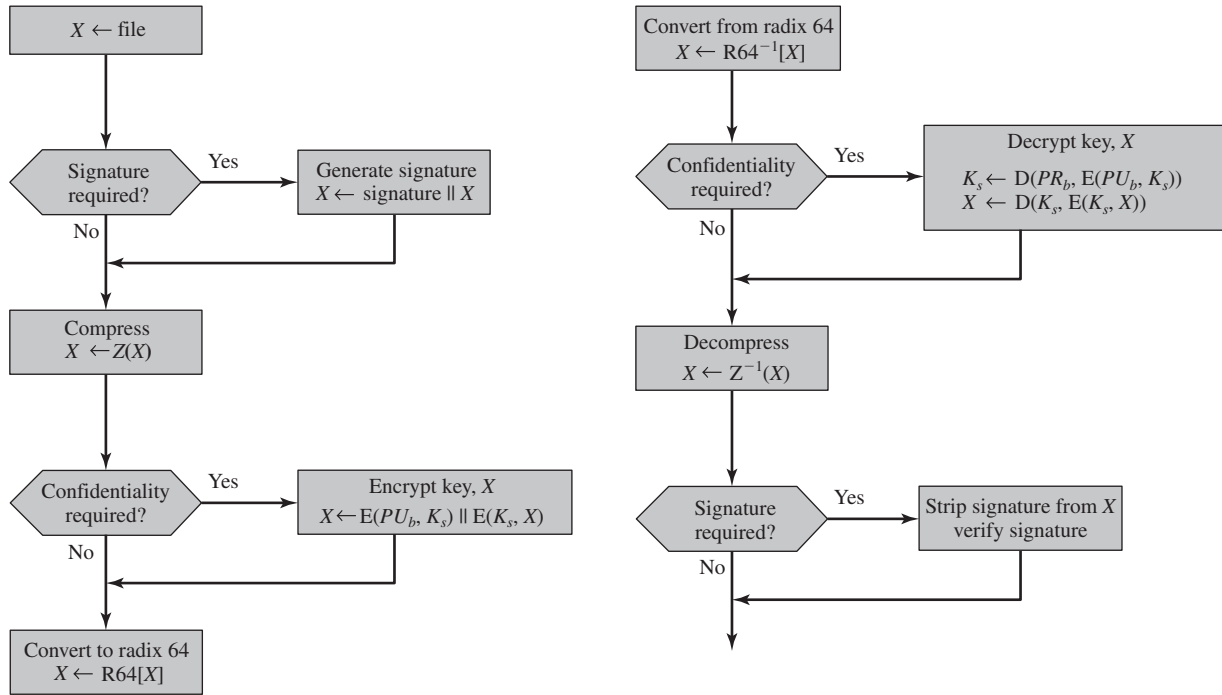 X ← file
Signature
required?
Yes
Generate signature
X ← signature || X
No
Compress
X ← Z(X)
Confidentiality
required?
Yes
Encrypt key, X
X ← E(PU_b, K_s) || E(K_s, X)
No
Convert to radix 64
X ← R64[X]
Convert from radix 64
X ← R64⁻¹[X]
Confidentiality
required?
Yes
Decrypt key, X
K_s ← D(PR_b, E(PU_b, K_s))
X ← D(K_s, E(K_s, X))
No
Decompress
X ← Z⁻¹(X)
Signature
required?
Yes
Strip signature from X
verify signature
No